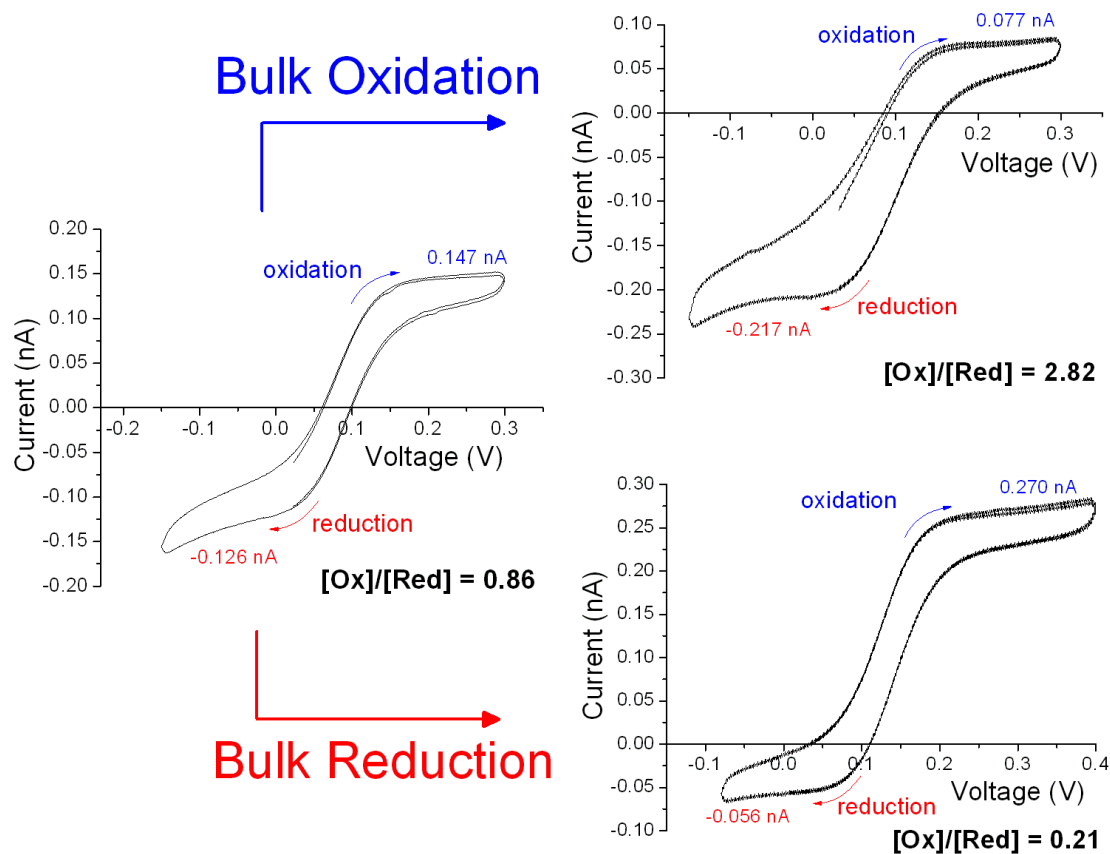 Bulk Oxidation
0.20
0.15
0.10
0.05
0.00
-0.05
-0.10
-0.15
-0.20
Current (nA)
-0.2
-0.1
0.0
0.1
0.2
0.3
Voltage (V)
oxidation
0.147 nA
reduction
-0.126 nA
[Ox]/[Red] = 0.86
Bulk Reduction
0.10
0.05
0.00
-0.05
-0.10
-0.15
-0.20
-0.25
-0.30
Current (nA)
-0.1
0.0
0.1
0.2
0.3
Voltage (V)
oxidation
0.077 nA
reduction
-0.217 nA
[Ox]/[Red] = 2.82
0.30
0.25
0.20
0.15
0.10
0.05
0.00
-0.05
-0.10
Current (nA)
-0.1
0.0
0.1
0.2
0.3
0.4
Voltage (V)
oxidation
0.270 nA
reduction
-0.056 nA
[Ox]/[Red] = 0.21